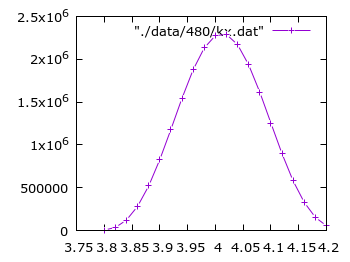 2.5x10⁶
"./data/480/kx.dat"
2x10⁶
1.5x10⁶
1x10⁶
500000
0
3.75 3.8 3.85 3.9 3.95 4 4.05 4.1 4.15 4.2